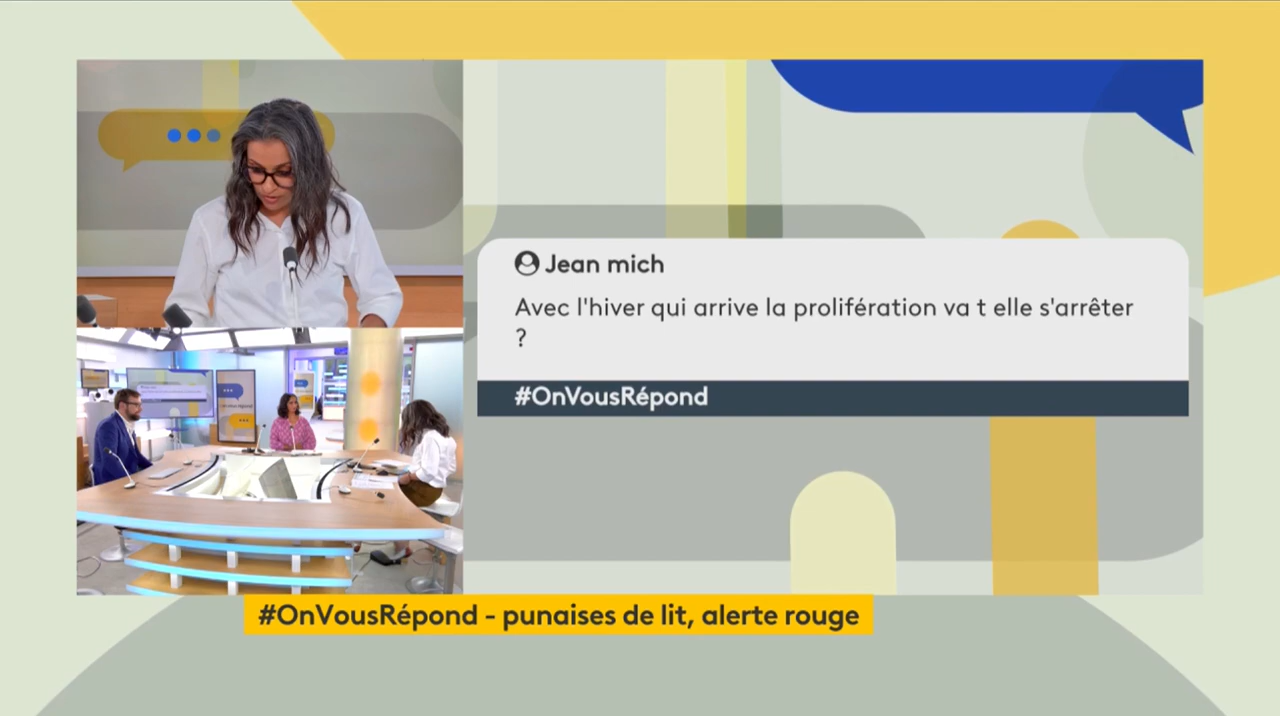 Jean mich
Avec l'hiver qui arrive la prolifération va t elle s'arrêter
?
#OnVousRépond
#OnVousRépond - punaises de lit, alerte rouge